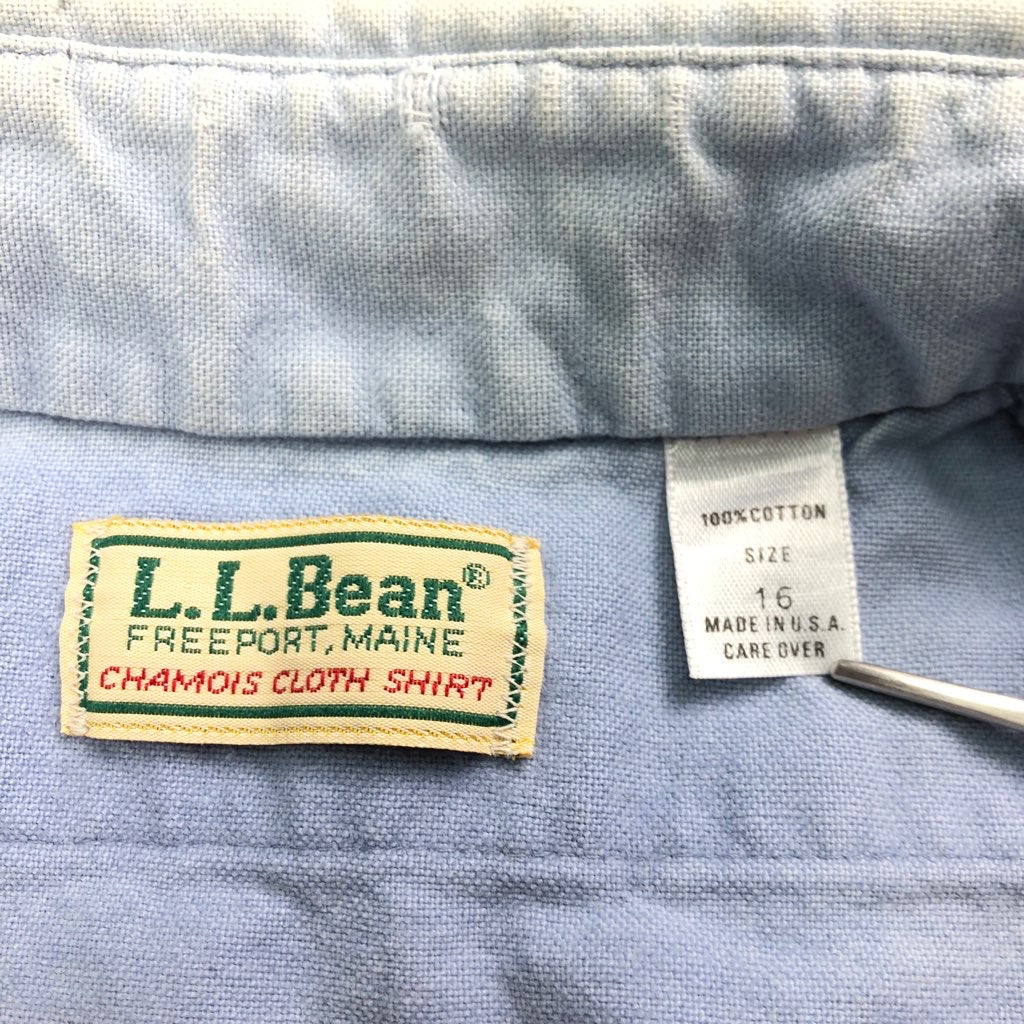 L.L.Bean®
FREEPORT, MAINE
CHAMOIS CLOTH SHIRT
100% COTTON
SIZE
16
MADE IN U.S.A.
CARE OVER